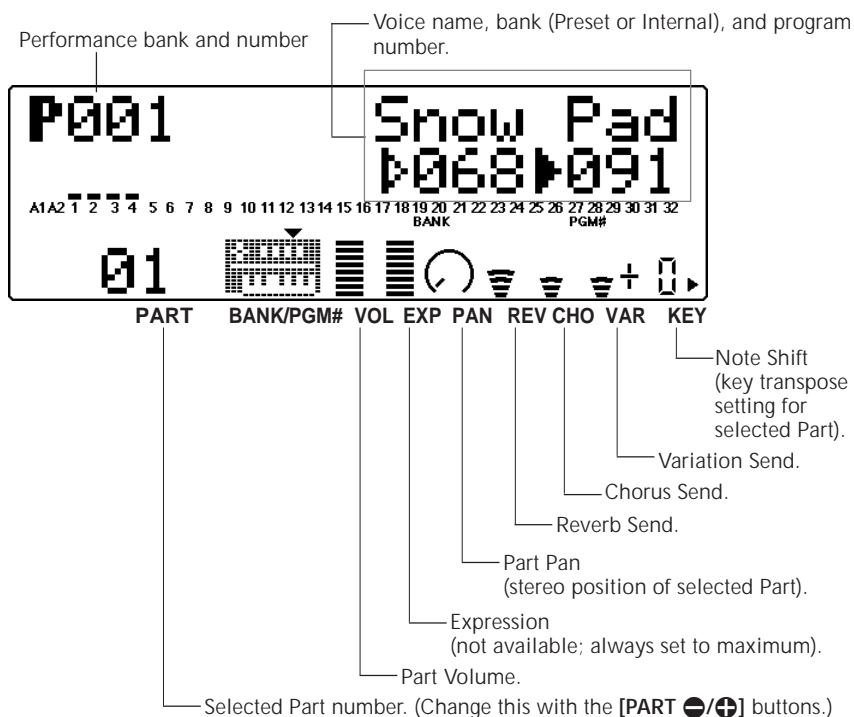 Performance bank and number
Voice name, bank (Preset or Internal), and program
number.
P001 Snow Pad
068 091
A1 A2 1 2 3 4 5 6 7 8 9 10 11 12 13 14 15 16 17 18 19 20 21 22 23 24 25 26 27 28 29 30 31 32
BANK PGM#
01 + 0
PART BANK/PGM# VOL EXP PAN REV CHO VAR KEY
Note Shift
(key transpose
setting for
selected Part).
Variation Send.
Chorus Send.
Reverb Send.
Part Pan
(stereo position of selected Part).
Expression
(not available; always set to maximum).
Part Volume.
Selected Part number. (Change this with the [PART ⊖/⊕] buttons.)